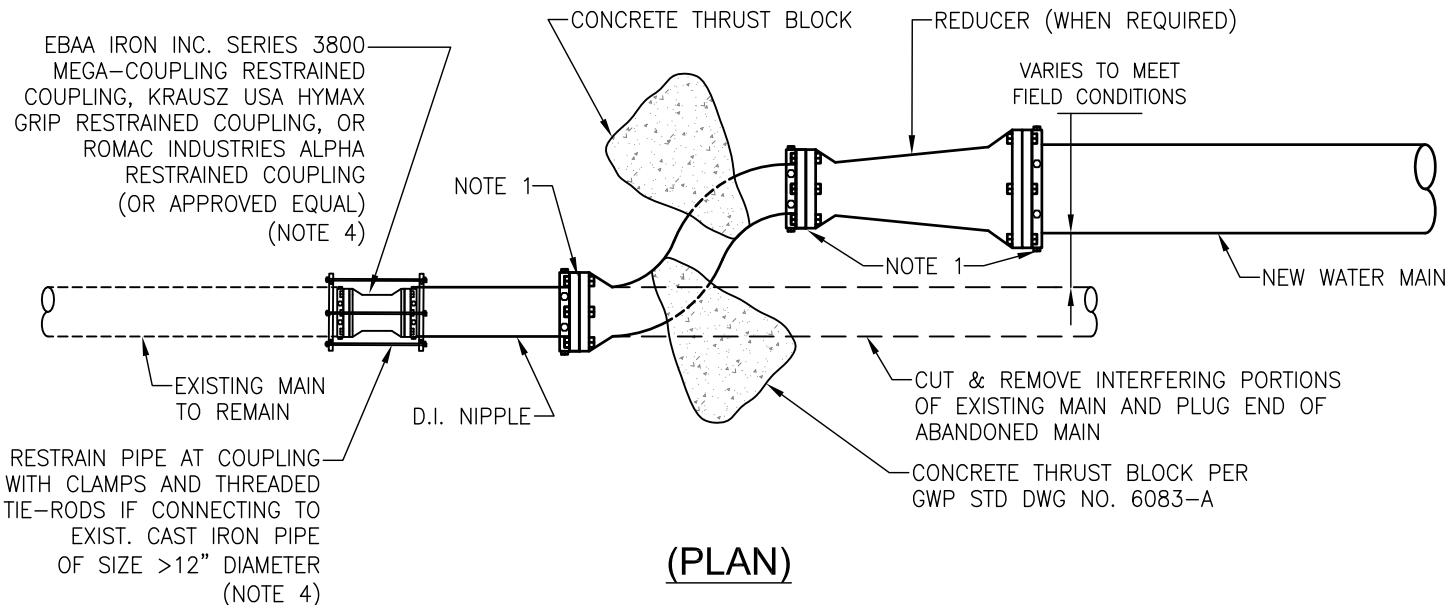 CONCRETE THRUST BLOCK
REDUCER (WHEN REQUIRED)
EBAA IRON INC. SERIES 3800
MEGA-COUPLING RESTRAINED
COUPLING, KRAUSZ USA HYMAX
GRIP RESTRAINED COUPLING, OR
ROMAC INDUSTRIES ALPHA
RESTRAINED COUPLING
(OR APPROVED EQUAL)
(NOTE 4)
VARIES TO MEET
FIELD CONDITIONS
NOTE 1
NOTE 1
NEW WATER MAIN
EXISTING MAIN
TO REMAIN
D.I. NIPPLE
CUT & REMOVE INTERFERING PORTIONS
OF EXISTING MAIN AND PLUG END OF
ABANDONED MAIN
RESTRAIN PIPE AT COUPLING
WITH CLAMPS AND THREADED
TIE-RODS IF CONNECTING TO
EXIST. CAST IRON PIPE
OF SIZE >12" DIAMETER
(NOTE 4)
CONCRETE THRUST BLOCK PER
GWP STD DWG NO. 6083-A
(PLAN)